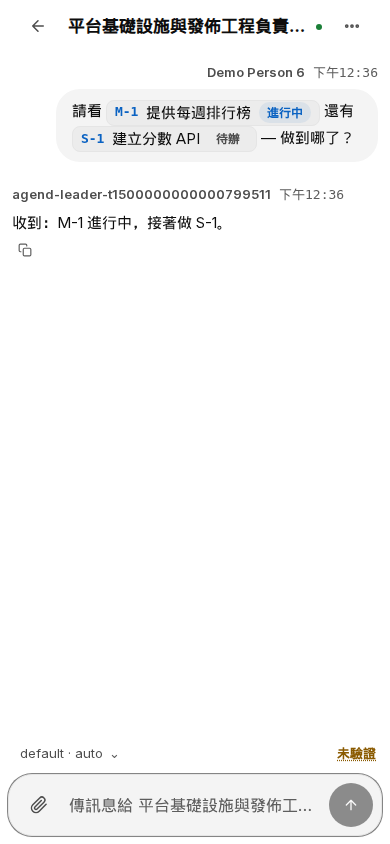 平台基礎設施與發佈工程負責...
Demo Person 6 下午12:36
請看 M-1 提供每週排行榜 進行中 還有
S-1 建立分數 API 待辦 — 做到哪了？
agend-leader-t1500000000000799511 下午12:36
收到：M-1 進行中，接著做 S-1。
default · auto
未驗證
傳訊息給 平台基礎設施與發佈工...